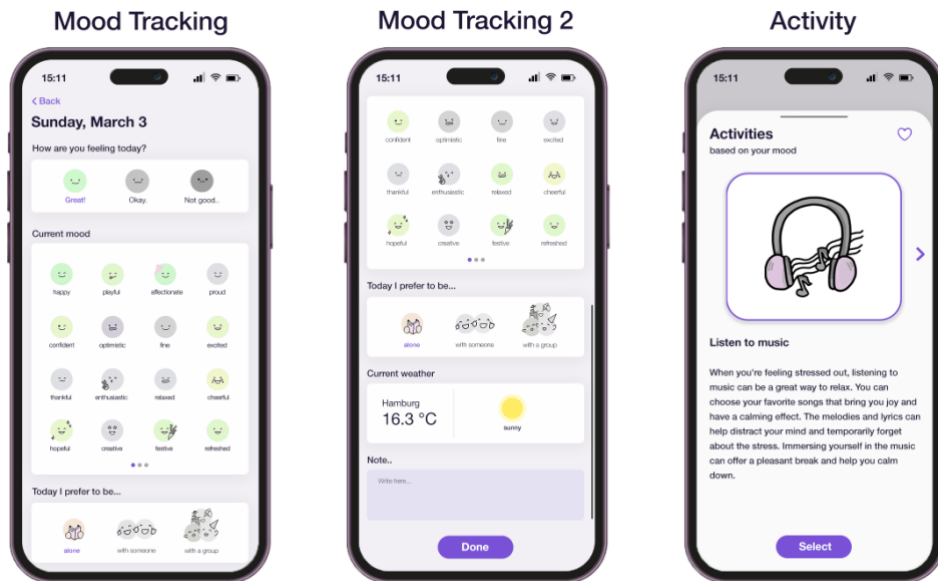 Mood Tracking
15:11
Back
Sunday, March 3
How are you feeling today?
Great!
Okay.
Not good..
Current mood
happy
playful
affectionate
proud
confident
optimistic
fine
excited
thankful
enthusiastic
relaxed
cheerful
hopeful
creative
festive
refreshed
Today I prefer to be...
alone
with someone
with a group
Mood Tracking 2
15:11
confident
optimistic
fine
excited
thankful
enthusiastic
relaxed
cheerful
hopeful
creative
festive
refreshed
Today I prefer to be...
alone
with someone
with a group
Current weather
Hamburg
16.3 °C
sunny
Note..
Write here...
Done
Activity
15:11
Activities
based on your mood
Listen to music
When you're feeling stressed out, listening to
music can be a great way to relax. You can
choose your favorite songs that bring you joy and
have a calming effect. The melodies and lyrics can
help distract your mind and temporarily forget
about the stress. Immersing yourself in the music
can offer a pleasant break and help you calm
down.
Select